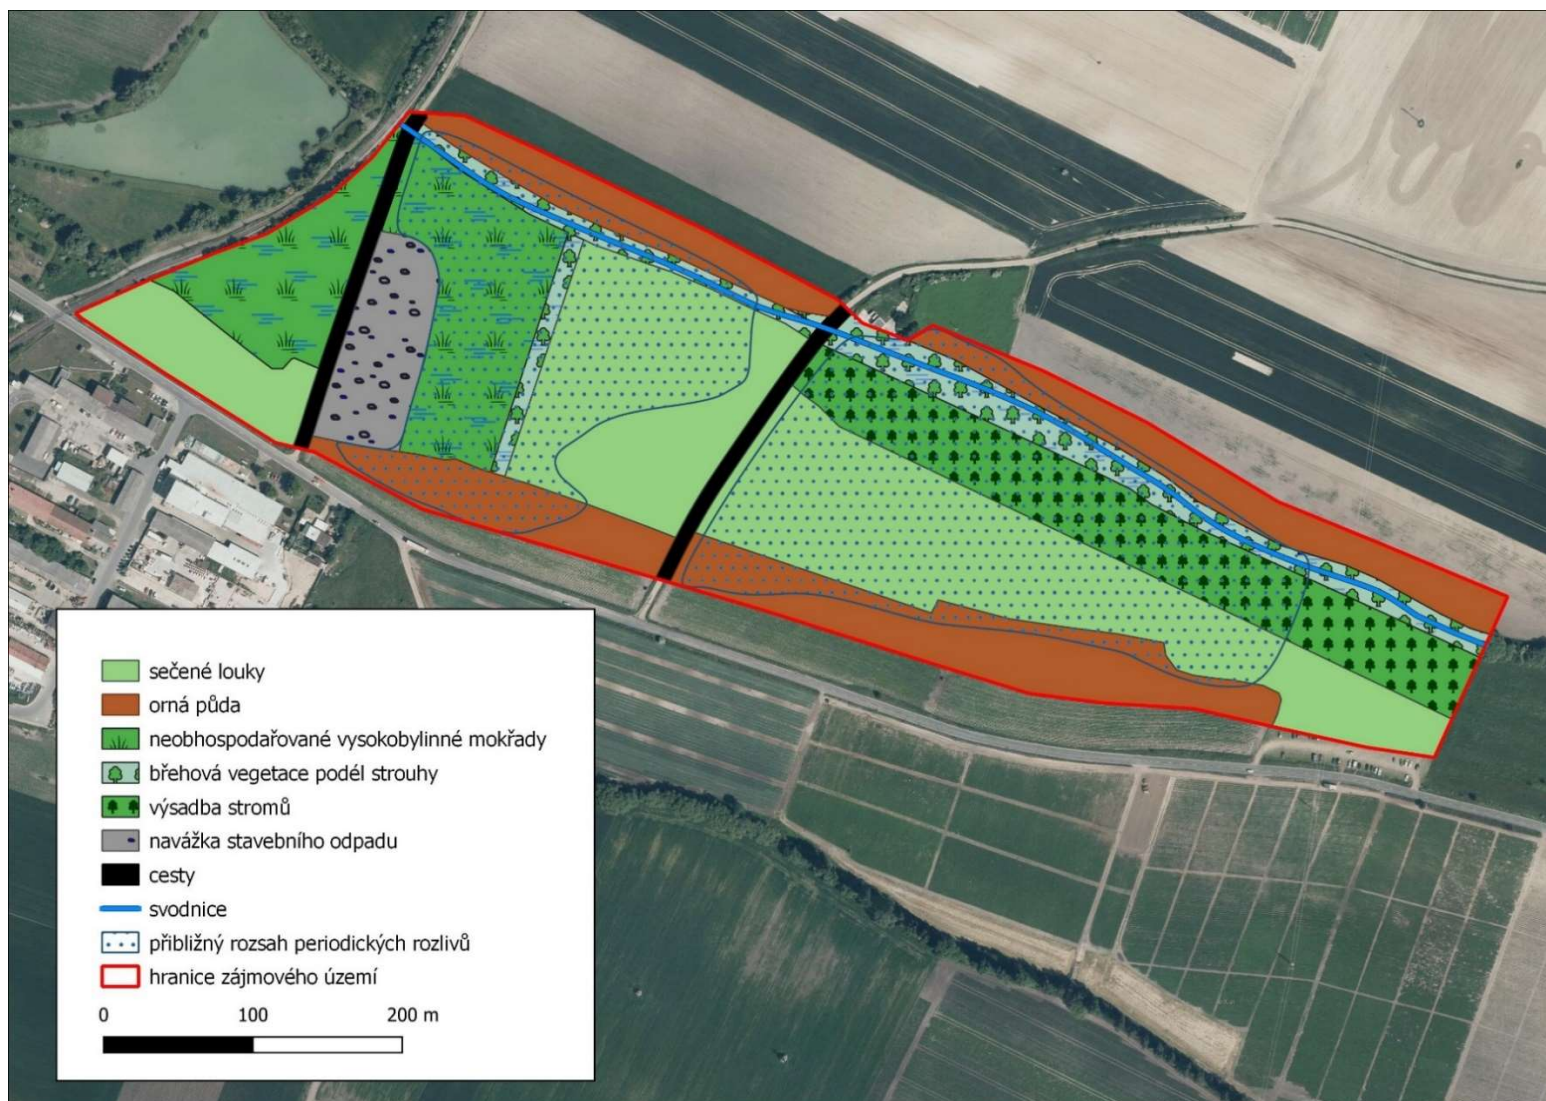 sečené louky
orná půda
neobhospodařované vysokobylinné mokřady
břehová vegetace podél strouhy
výsadba stromů
navážka stavebního odpadu
cesty
svodnice
přibližný rozsah periodických rozlivů
hranice zájmového území
0 100 200 m